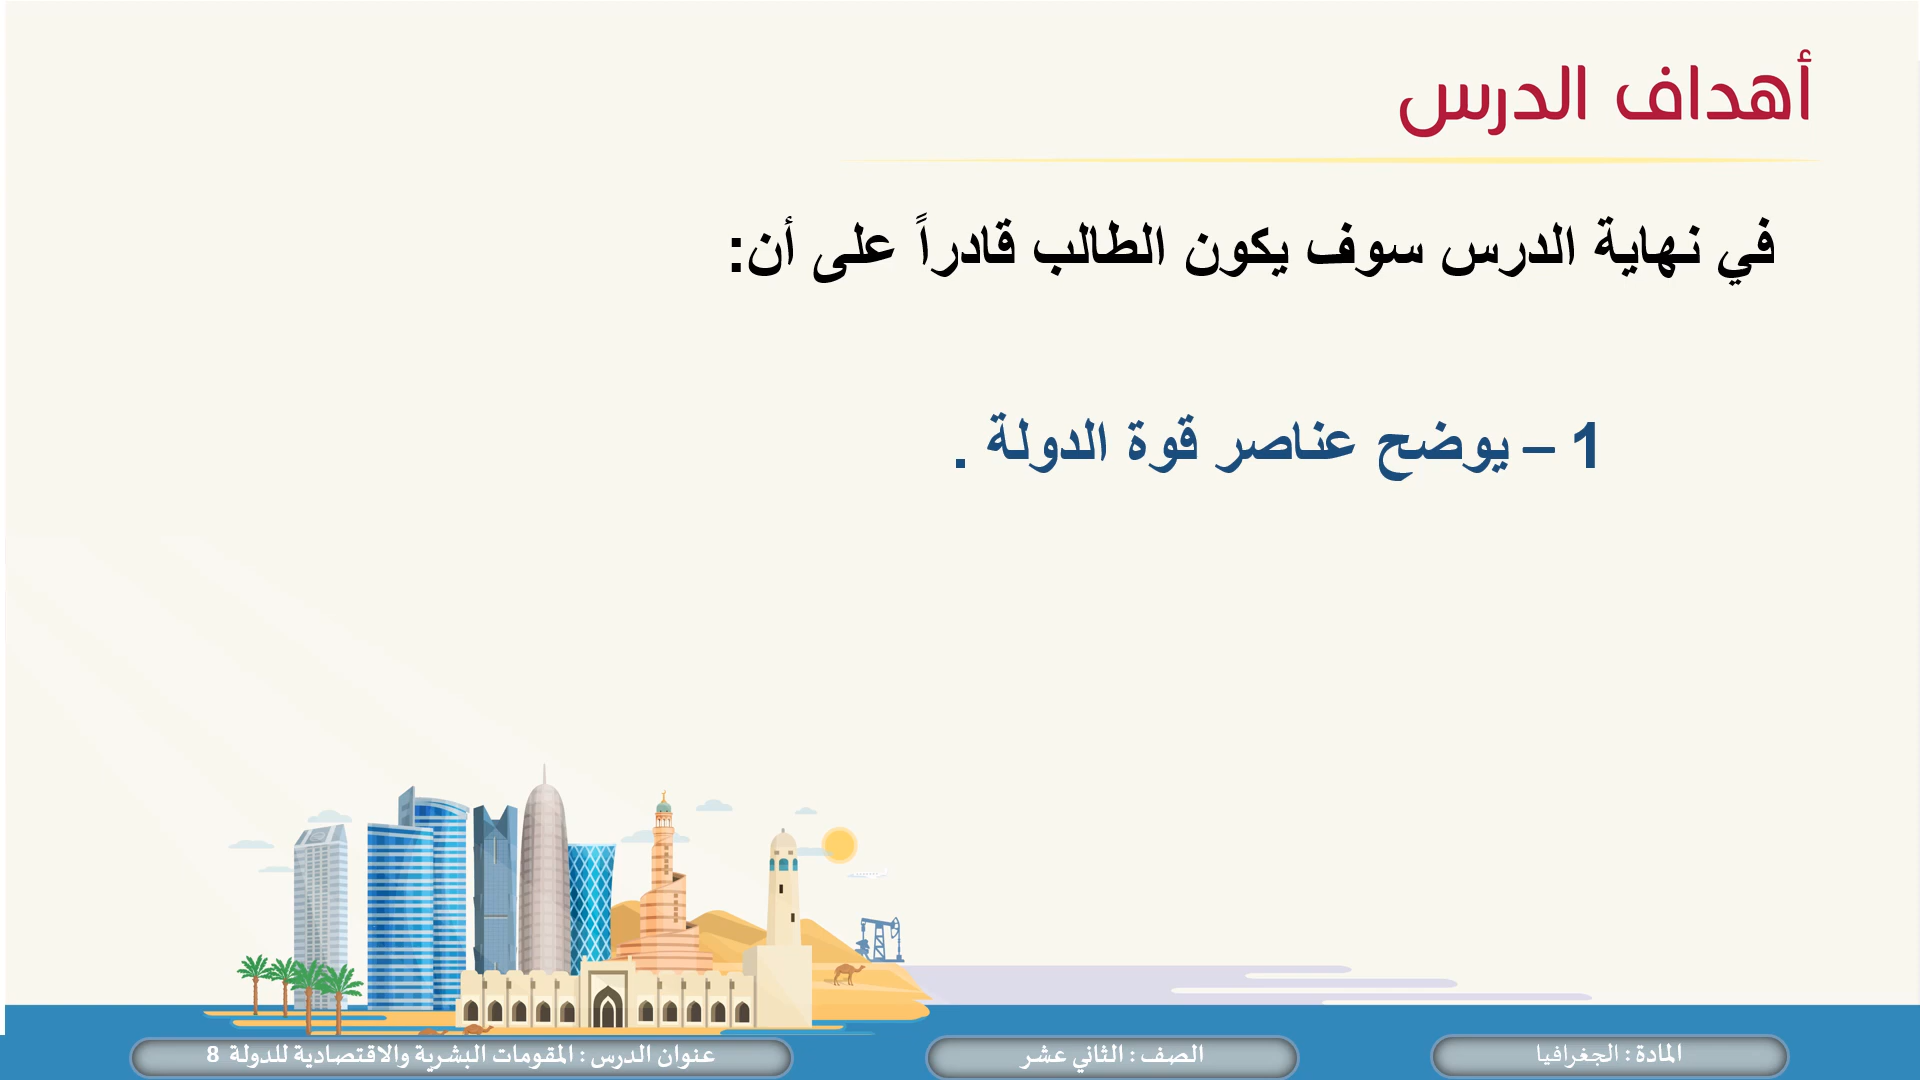 أهداف الدرس
في نهاية الدرس سوف يكون الطالب قادراً على أن:
1 – يوضح عناصر قوة الدولة .
المادة : الجغرافيا
الصف : الثاني عشر
عنوان الدرس : المقومات البشرية والاقتصادية للدولة 8